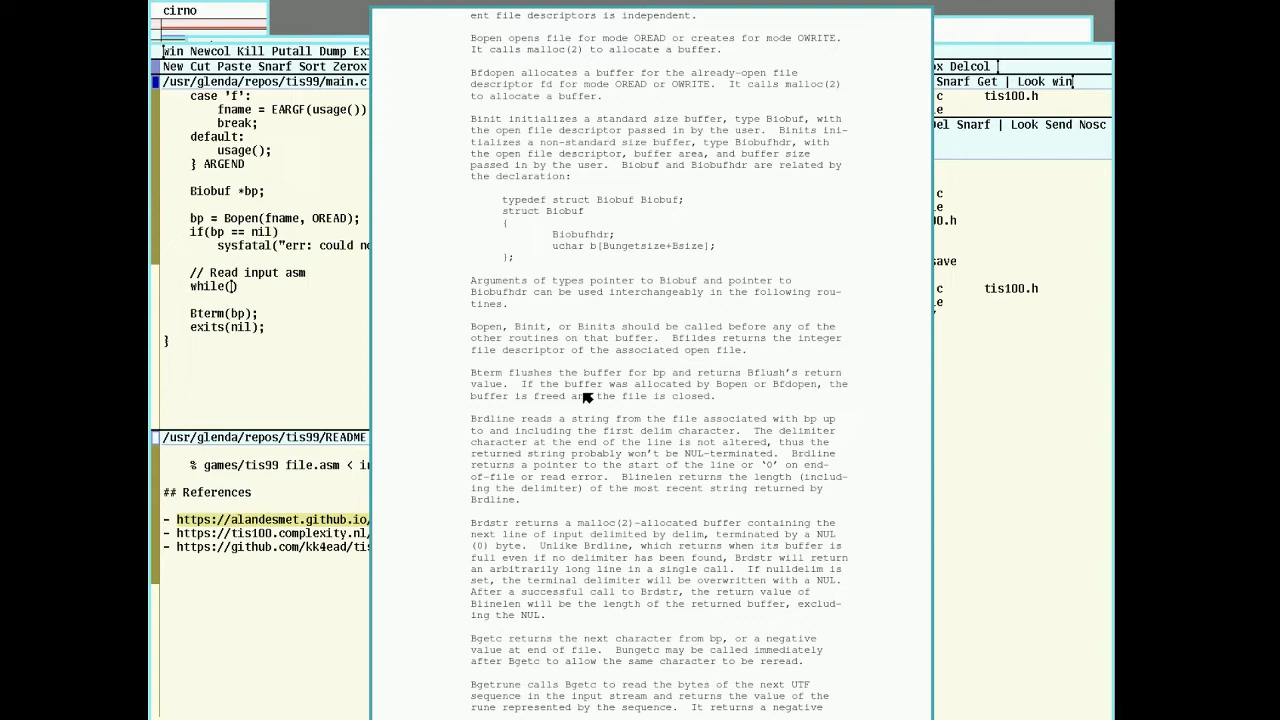 cirno
Win Newcol Kill Putall Dump Ex
New Cut Paste Snarf Sort Zerox
/usr/glenda/repos/tis99/main.c
case 'f':
fname = EARGF(usage())
break;
default:
usage();
} ARGEND
Biobuf *bp;
bp = Bopen(fname, OREAD);
if(bp == nil)
sysfatal("err: could no
// Read input asm
while()
Bterm(bp);
exits(nil);
}
/usr/glenda/repos/tis99/README
% games/tis99 file.asm < in
## References
- https://alandesmet.github.io/
- https://tis100.complexity.nl/
- https://github.com/kk4ead/tis
ent file descriptors is independent.
Bopen opens file for mode OREAD or creates for mode OWRITE.
It calls malloc(2) to allocate a buffer.
Bfdopen allocates a buffer for the already-open file
descriptor fd for mode OREAD or OWRITE.  It calls malloc(2)
to allocate a buffer.
Binit initializes a standard size buffer, type Biobuf, with
the open file descriptor passed in by the user.  Binits ini-
tializes a non-standard size buffer, type Biobufhdr, with
the open file descriptor, buffer area, and buffer size
passed in by the user.  Biobuf and Biobufhdr are related by
the declaration:
typedef struct Biobuf Biobuf;
struct Biobuf
{
Biobufhdr;
uchar b[Bungetsize+Bsize];
};
Arguments of types pointer to Biobuf and pointer to
Biobufhdr can be used interchangeably in the following rou-
tines.
Bopen, Binit, or Binits should be called before any of the
other routines on that buffer.  Bfildes returns the integer
file descriptor of the associated open file.
Bterm flushes the buffer for bp and returns Bflush's return
value.  If the buffer was allocated by Bopen or Bfdopen, the
buffer is freed and the file is closed.
Brdline reads a string from the file associated with bp up
to and including the first delim character.  The delimiter
character at the end of the line is not altered, thus the
returned string probably won't be NUL-terminated.  Brdline
returns a pointer to the start of the line or '0' on end-
of-file or read error.  Blinelen returns the length (includ-
ing the delimiter) of the most recent string returned by
Brdline.
Brdstr returns a malloc(2)-allocated buffer containing the
next line of input delimited by delim, terminated by a NUL
(0) byte.  Unlike Brdline, which returns when its buffer is
full even if no delimiter has been found, Brdstr will return
an arbitrarily long line in a single call.  If nulldelim is
set, the terminal delimiter will be overwritten with a NUL.
After a successful call to Brdstr, the return value of
Blinelen will be the length of the returned buffer, exclud-
ing the NUL.
Bgetc returns the next character from bp, or a negative
value at end of file.  Bungetc may be called immediately
after Bgetc to allow the same character to be reread.
Bgetrune calls Bgetc to read the bytes of the next UTF
sequence in the input stream and returns the value of the
rune represented by the sequence.  It returns a negative
ox Delcol
Snarf Get | Look win
c tis100.h
e
el Snarf | Look Send Nosc
c
e
00.h
save
c tis100.h
e